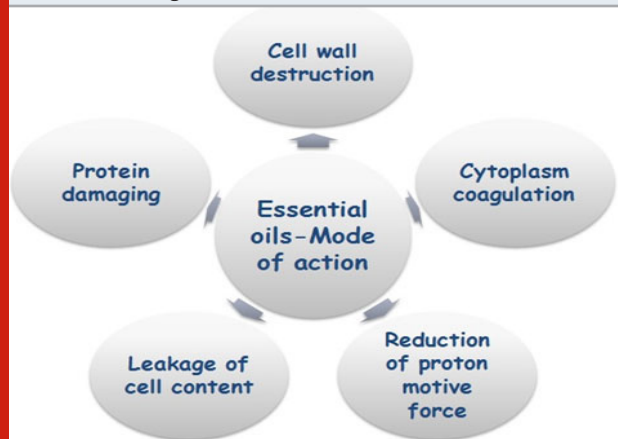 Cell wall
destruction
Protein
damaging
Cytoplasm
coagulation
Essential
oils-Mode
of action
Leakage of
cell content
Reduction
of proton
motive
force